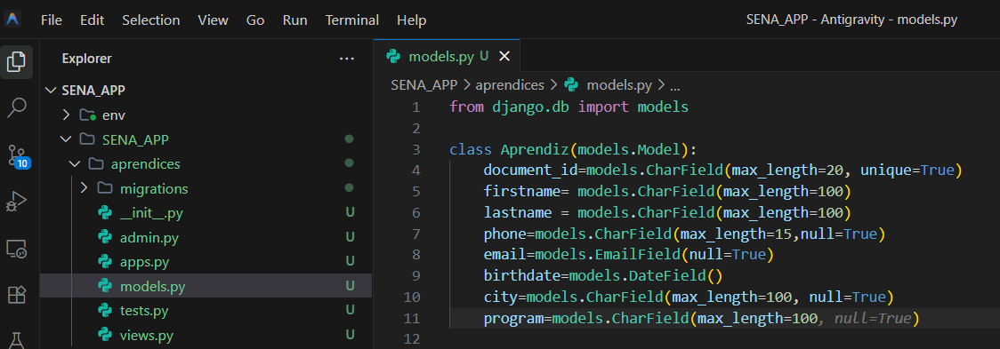 File Edit Selection View Go Run Terminal Help SENA_APP - Antigravity - models.py
Explorer ...
SENA_APP
env
SENA_APP
aprendices
migrations
__init__.py U
admin.py U
apps.py U
models.py U
tests.py U
views.py U
10
models.py U
SENA_APP > aprendices > models.py > ...
1 from django.db import models
2
3 class Aprendiz(models.Model):
4     document_id=models.CharField(max_length=20, unique=True)
5     firstname= models.CharField(max_length=100)
6     lastname = models.CharField(max_length=100)
7     phone=models.CharField(max_length=15,null=True)
8     email=models.EmailField(null=True)
9     birthdate=models.DateField()
10     city=models.CharField(max_length=100, null=True)
11     program=models.CharField(max_length=100, null=True)
12